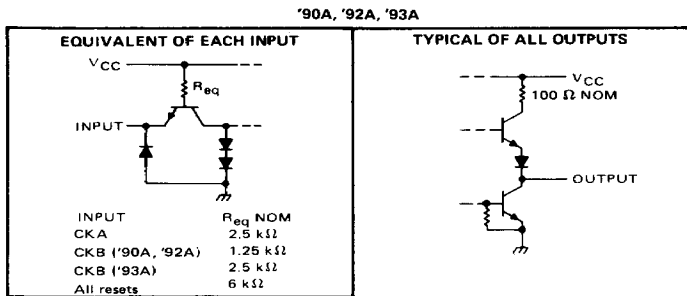 '90A, '92A, '93A
EQUIVALENT OF EACH INPUT
VCC
Req
INPUT
INPUT Req NOM
CKA 2.5 kΩ
CKB ('90A, '92A) 1.25 kΩ
CKB ('93A) 2.5 kΩ
All resets 6 kΩ
TYPICAL OF ALL OUTPUTS
VCC
100 Ω NOM
OUTPUT